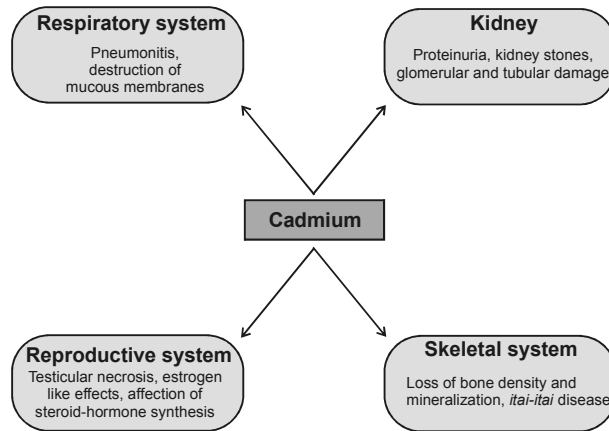 Respiratory system
Pneumonitis,
destruction of
mucous membranes
Kidney
Proteinuria, kidney stones,
glomerular and tubular damage
Cadmium
Reproductive system
Testicular necrosis, estrogen
like effects, affection of
of steroid-hormone synthesis
Skeletal system
Loss of bone density and
mineralization, itai-itai disease